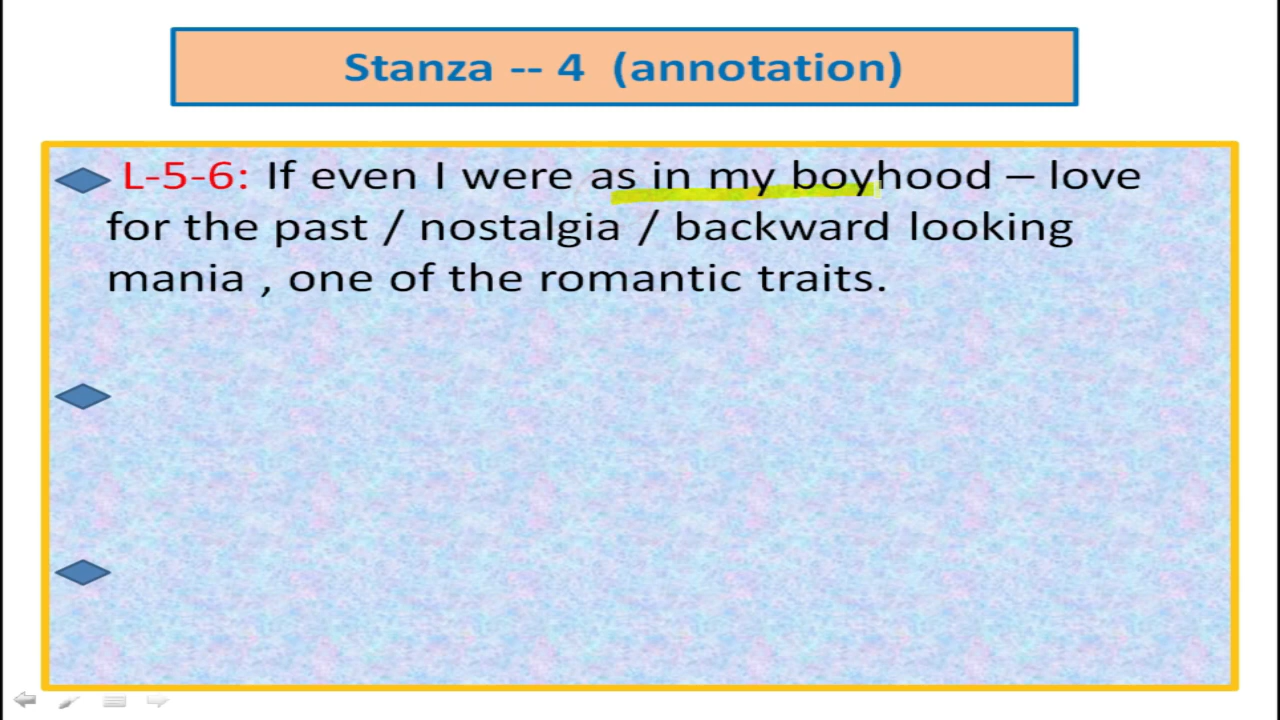 Stanza -- 4 (annotation)
L-5-6: If even I were as in my boyhood – love
for the past / nostalgia / backward looking
mania , one of the romantic traits.